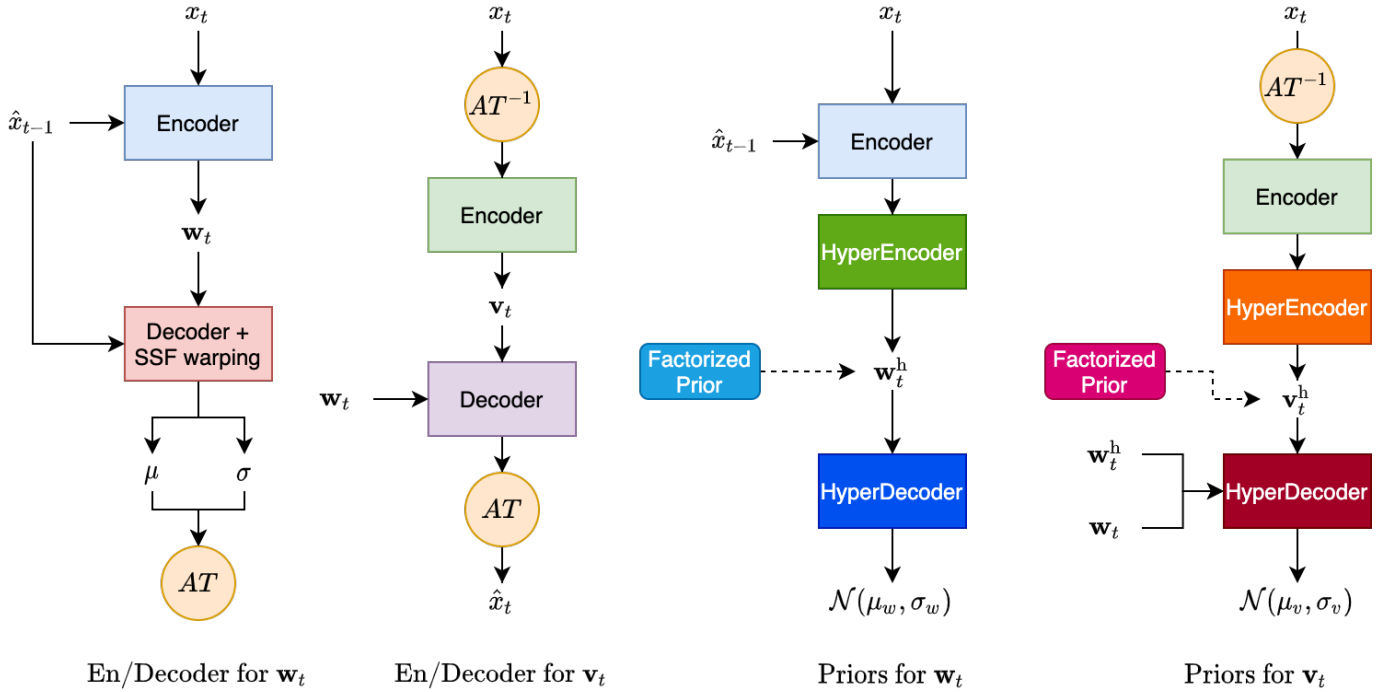 x_t
x̂_{t−1}
Encoder
w_t
Decoder +
SSF warping
μ
σ
AT
En/Decoder for w_t
x_t
AT^{−1}
Encoder
v_t
w_t
Decoder
AT
x̂_t
En/Decoder for v_t
x_t
x̂_{t−1}
Encoder
HyperEncoder
Factorized
Prior
w_t^h
HyperDecoder
𝒩(μ_w, σ_w)
Priors for w_t
x_t
AT^{−1}
Encoder
HyperEncoder
Factorized
Prior
v_t^h
w_t^h
w_t
HyperDecoder
𝒩(μ_v, σ_v)
Priors for v_t